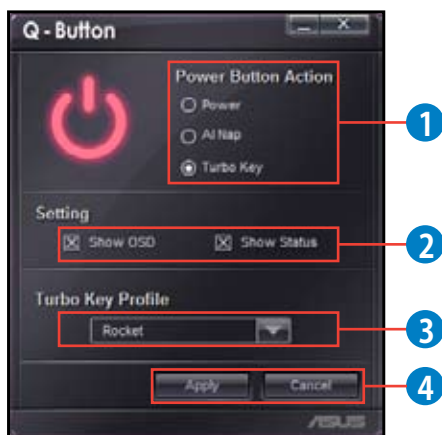 Q - Button
Power Button Action
Power
AI Nap
Turbo Key
1
Setting
Show OSD Show Status
2
Turbo Key Profile
Rocket
3
Apply Cancel
4
ASUS